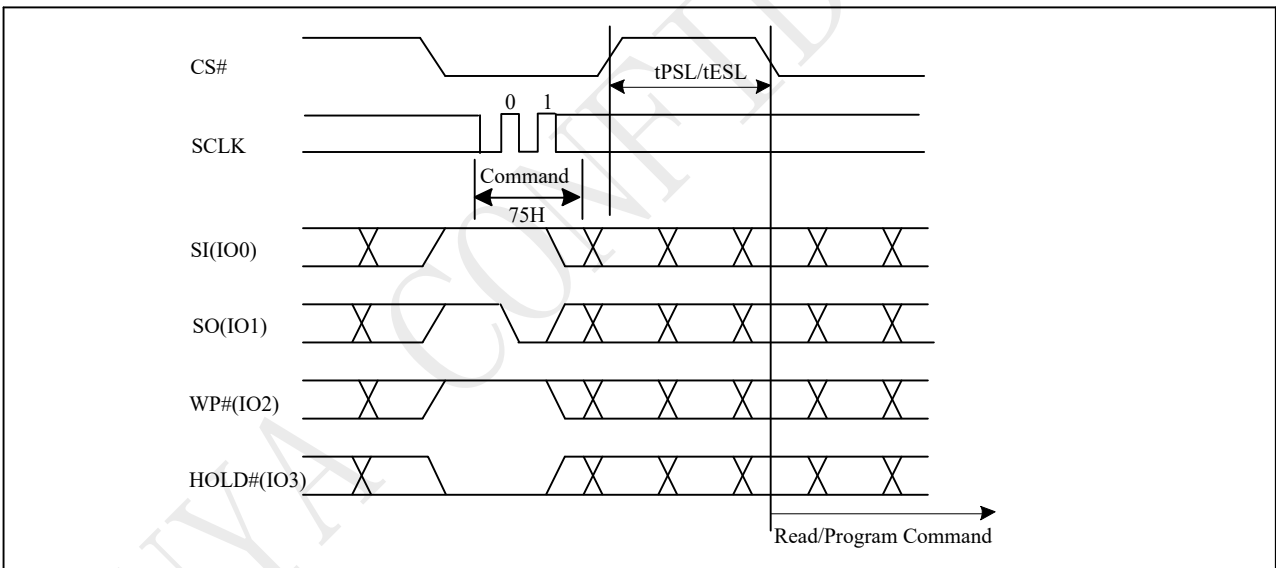 CS#
tPSL/tESL
0 1
SCLK
Command
75H
SI(IO0)
SO(IO1)
WP#(IO2)
HOLD#(IO3)
Read/Program Command